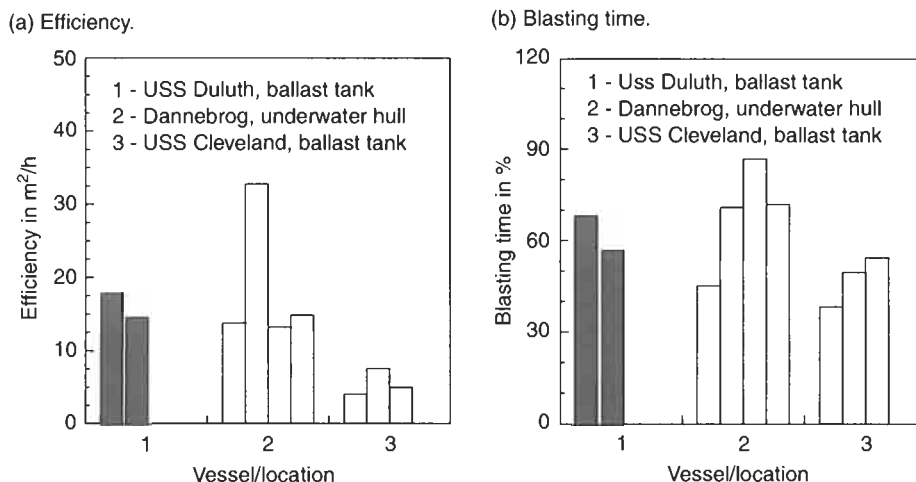 (a) Efficiency.
50
40
30
20
10
0
Efficiency in m²/h
1 - USS Duluth, ballast tank
2 - Dannebrog, underwater hull
3 - USS Cleveland, ballast tank
1 2 3
Vessel/location
(b) Blasting time.
120
90
60
30
0
Blasting time in %
1 - Uss Duluth, ballast tank
2 - Dannebrog, underwater hull
3 - USS Cleveland, ballast tank
1 2 3
Vessel/location